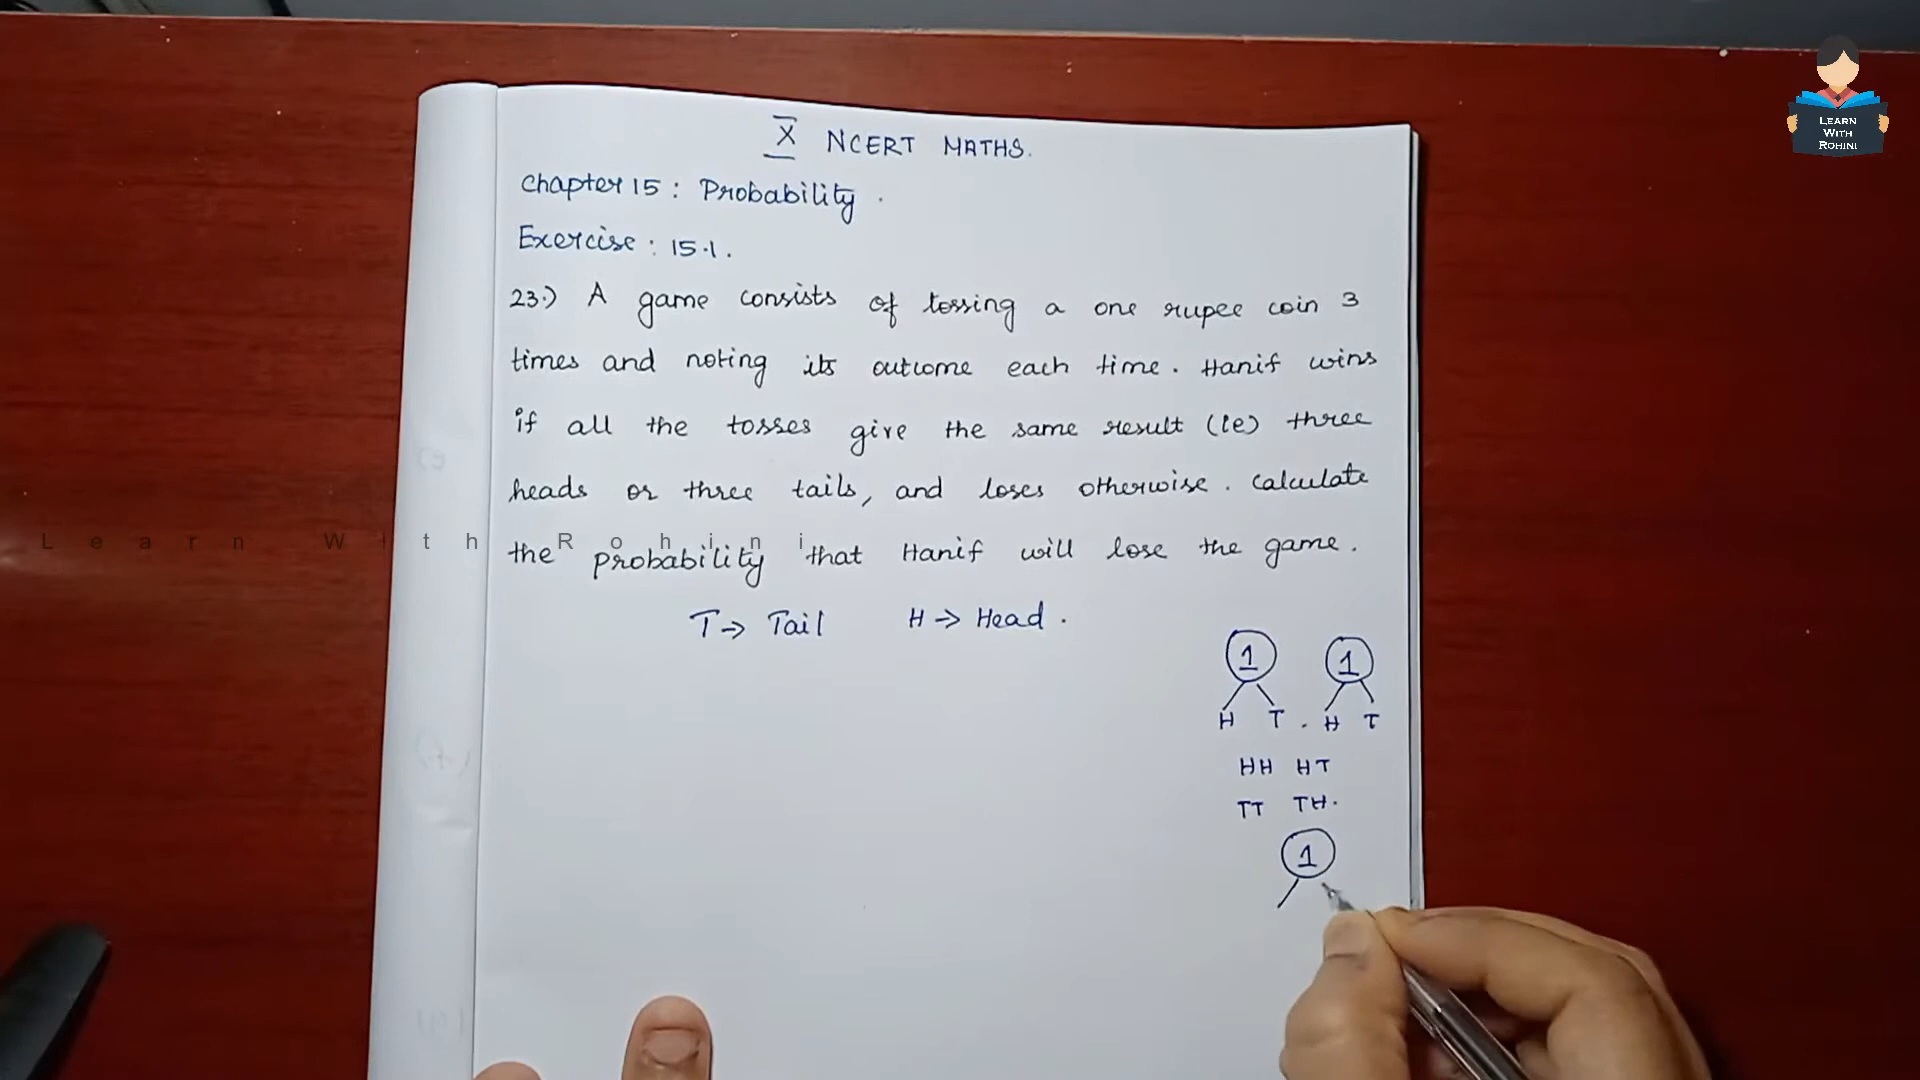 X NCERT MATHS.
Chapter 15 : Probability .
Exercise : 15.1.
23.) A game consists of tossing a one rupee coin 3
times and noting its outcome each time. Hanif wins
if all the tosses give the same result (ie) three
heads or three tails, and loses otherwise. Calculate
the probability that Hanif will lose the game.
T → Tail H → Head .
1 1
H T . H T
HH HT
TT TH.
1
LEARN
WITH
ROHINI
Learn With Rohini